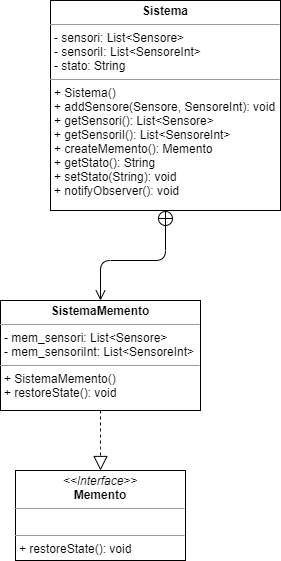 Sistema
- sensori: List<Sensore>
- sensoriI: List<SensoreInt>
- stato: String
+ Sistema()
+ addSensore(Sensore, SensoreInt): void
+ getSensori(): List<Sensore>
+ getSensoriI(): List<SensoreInt>
+ createMemento(): Memento
+ getStato(): String
+ setStato(String): void
+ notifyObserver(): void
SistemaMemento
- mem_sensori: List<Sensore>
- mem_sensoriInt: List<SensoreInt>
+ SistemaMemento()
+ restoreState(): void
<<Interface>>
Memento
+ restoreState(): void